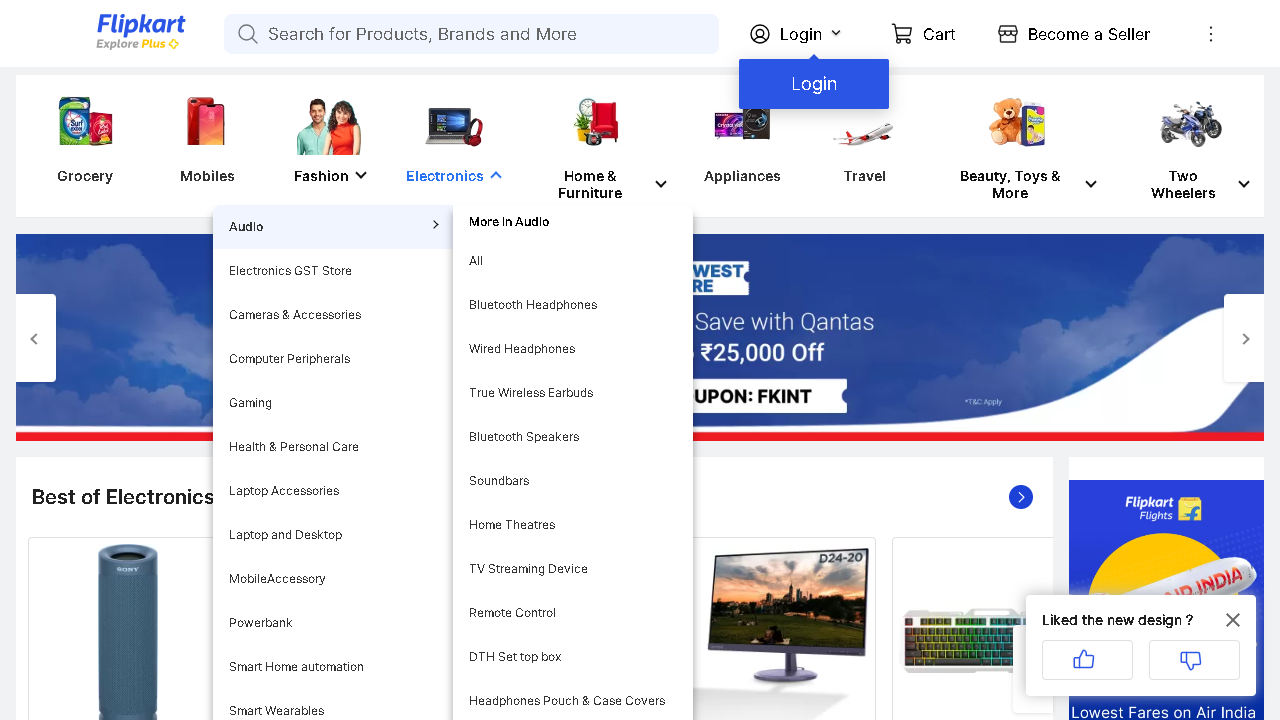 Flipkart
Explore Plus
Search for Products, Brands and More
Login
Cart
Become a Seller
Login
Grocery
Mobiles
Fashion
Electronics
Home &
Furniture
Appliances
Travel
Beauty, Toys &
More
Two
Wheelers
Audio
Electronics GST Store
Cameras & Accessories
Computer Peripherals
Gaming
Health & Personal Care
Laptop Accessories
Laptop and Desktop
MobileAccessory
Powerbank
Smart Home Automation
Smart Wearables
More In Audio
All
Bluetooth Headphones
Wired Headphones
True Wireless Earbuds
Bluetooth Speakers
Soundbars
Home Theatres
TV Streaming Device
Remote Control
DTH Set top box
Headphones Pouch & Case Covers
WEST
RE
Save with Qantas
₹25,000 Off
UPON: FKINT
*T&C Apply
Best of Electronics
SONY
D24-20
Flipkart
Flights
AIR INDIA
Liked the new design ?
Lowest Fares on Air India